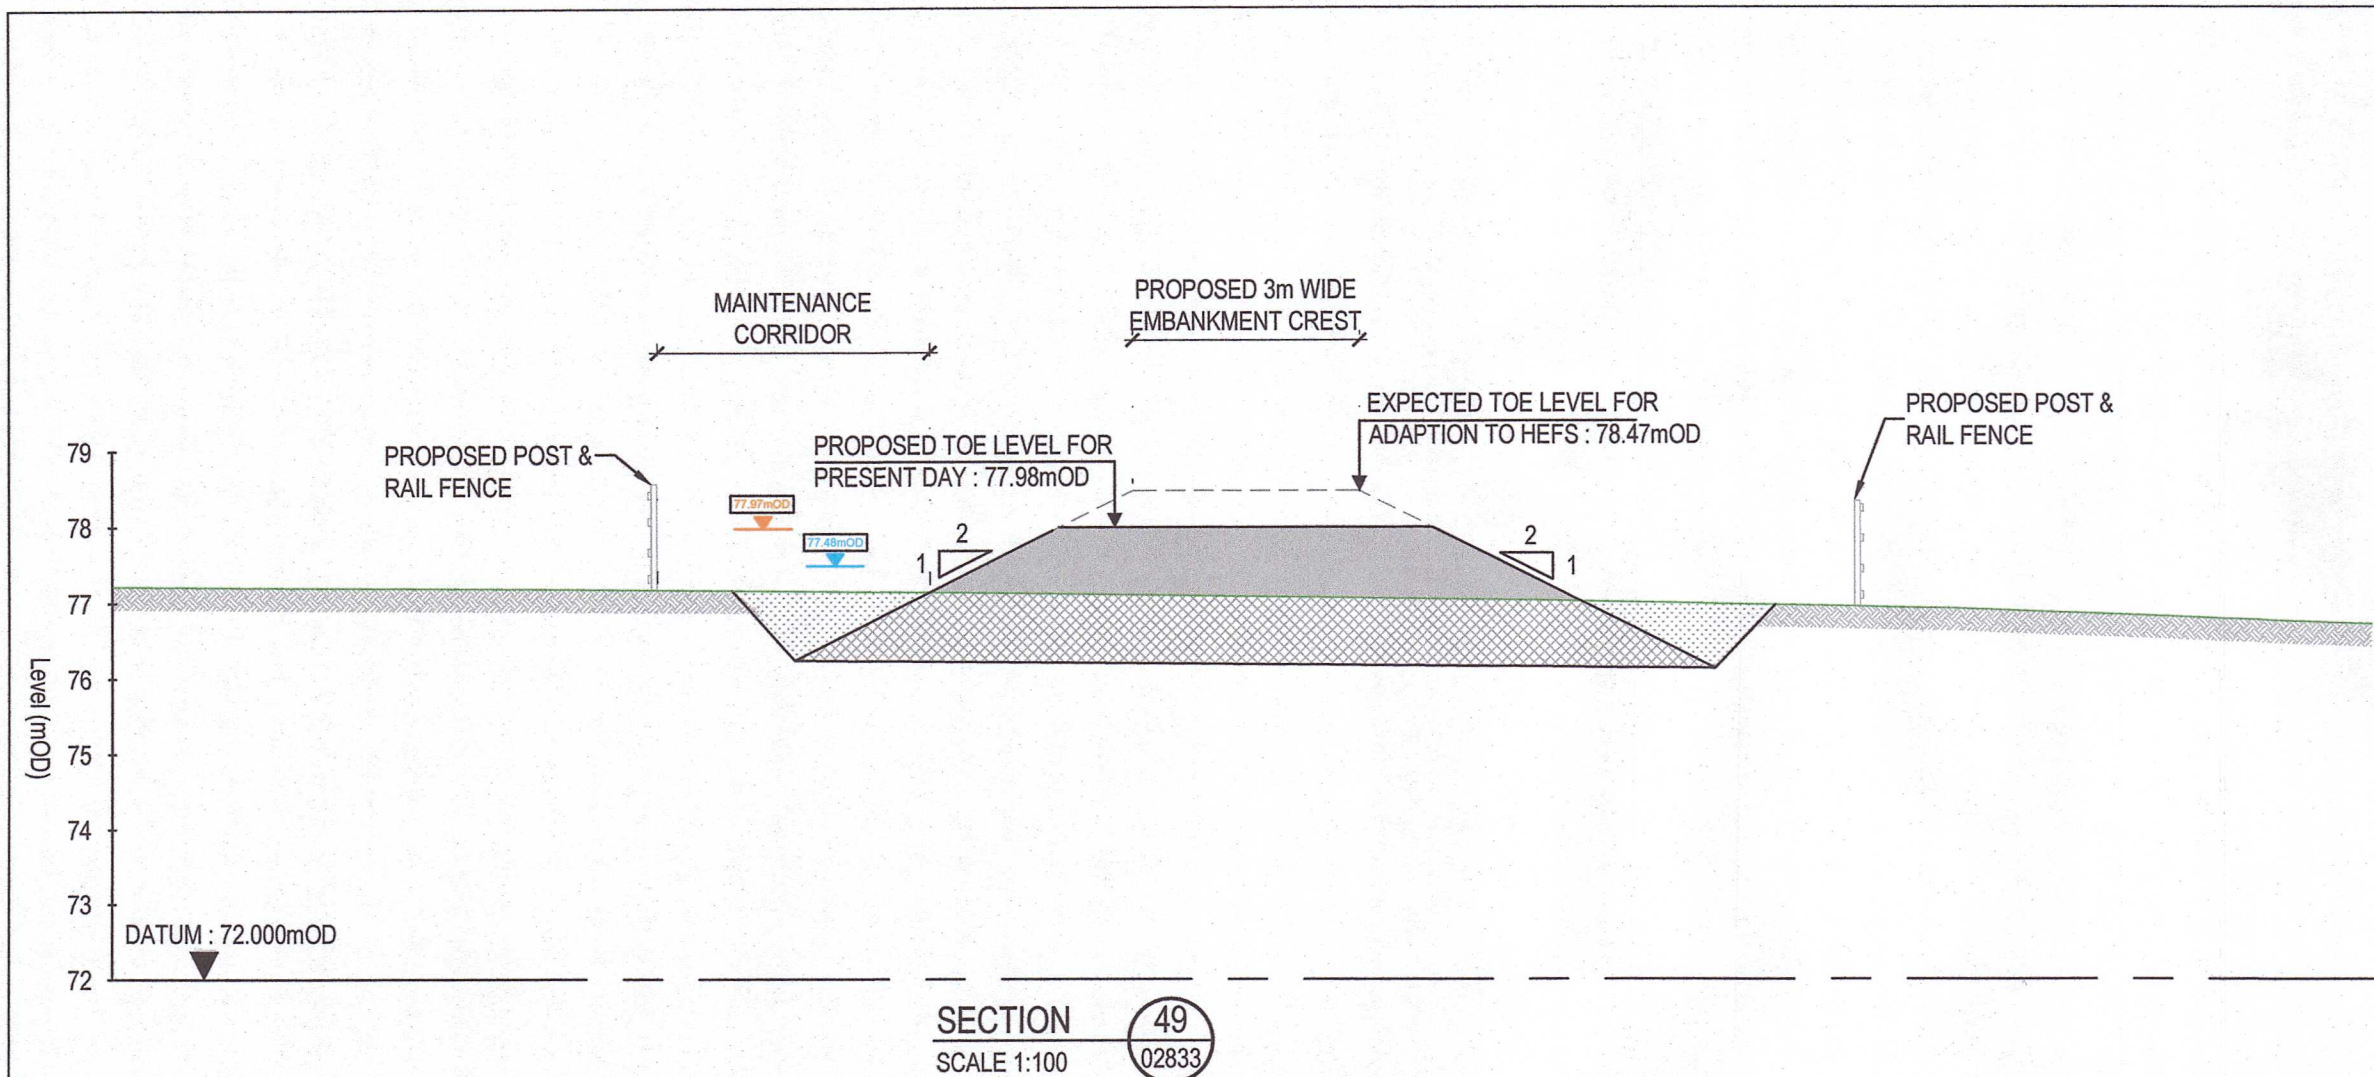 MAINTENANCE
CORRIDOR
PROPOSED 3m WIDE
EMBANKMENT CREST
PROPOSED POST &
RAIL FENCE
PROPOSED TOE LEVEL FOR
PRESENT DAY : 77.98mOD
EXPECTED TOE LEVEL FOR
ADAPTION TO HEFS : 78.47mOD
PROPOSED POST &
RAIL FENCE
77.97mOD
77.48mOD
2
1
2
1
79
78
77
76
75
74
73
72
Level (mOD)
DATUM : 72.000mOD
SECTION
49
SCALE 1:100
02833